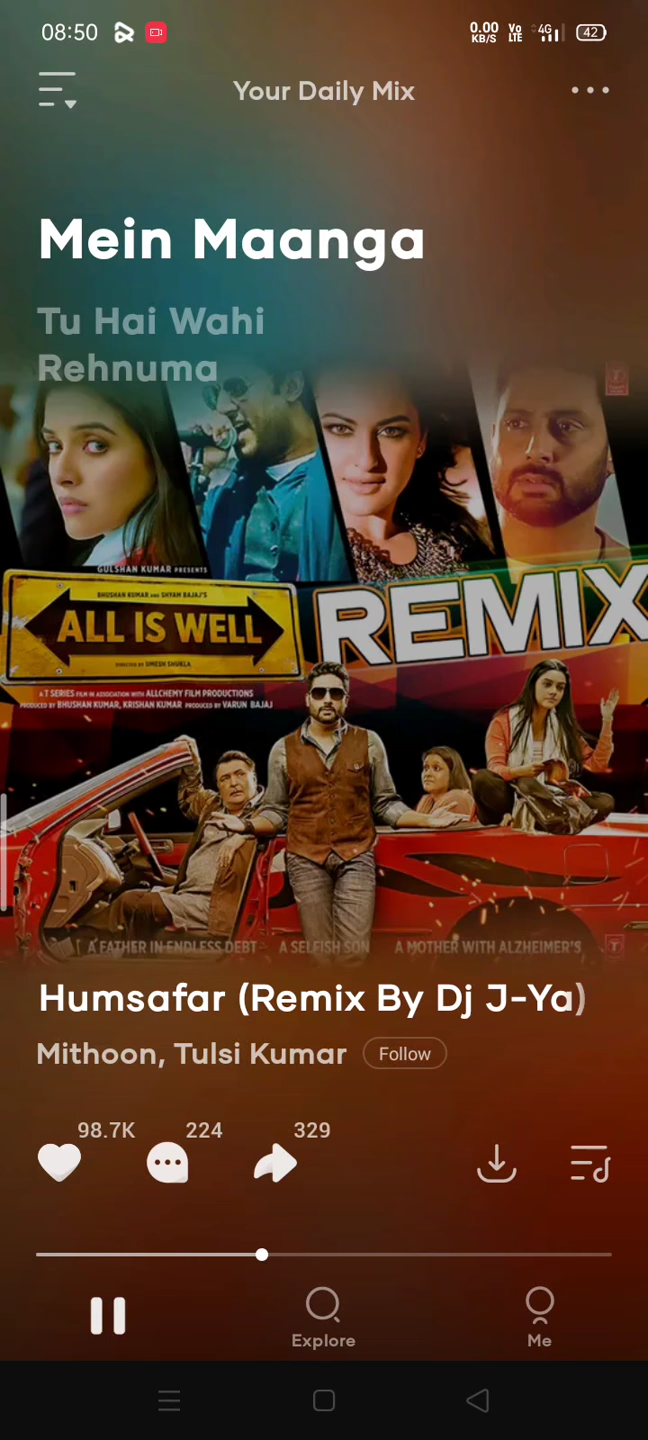 08:50
0.00
KB/S
Vo
LTE
4G
42
Your Daily Mix
Mein Maanga
Tu Hai Wahi
Rehnuma
GULSHAN KUMAR PRESENTS
BHUSHAN KUMAR AND SHYAM BAJAJ'S
ALL IS WELL
DIRECTED BY UMESH SHUKLA
REMIX
A T SERIES FILM IN ASSOCIATION WITH ALLCHEMY FILM PRODUCTIONS
PRODUCED BY BHUSHAN KUMAR, KRISHAN KUMAR PRODUCED BY VARUN BAJAJ
A FATHER IN ENDLESS DEBT A SELFISH SON A MOTHER WITH ALZHEIMER'S
Humsafar (Remix By Dj J-Ya)
Mithoon, Tulsi Kumar
Follow
98.7K
224
329
Explore
Me